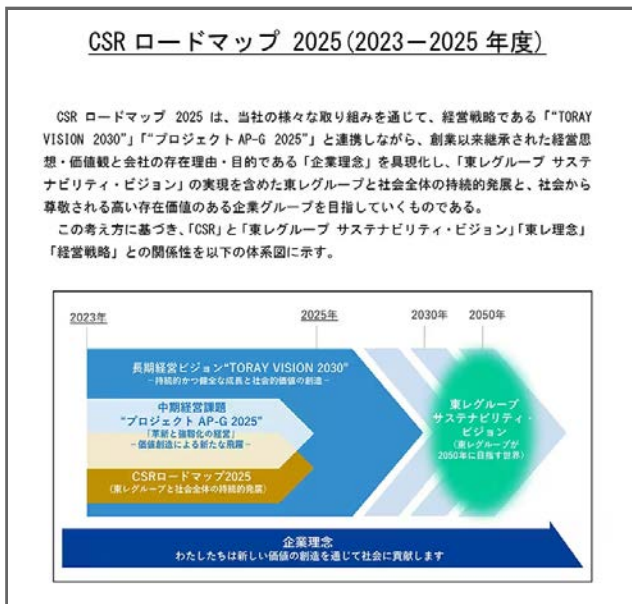 CSR ロードマップ 2025(2023－2025 年度)
CSR ロードマップ 2025 は、当社の様々な取り組みを通じて、経営戦略である「“TORAY
VISION 2030”」「“プロジェクト AP-G 2025”」と連携しながら、創業以来継承された経営思
想・価値観と会社の存在理由・目的である「企業理念」を具現化し、「東レグループ サステ
ナビリティ・ビジョン」の実現を含めた東レグループと社会全体の持続的発展と、社会から
尊敬される高い存在価値のある企業グループを目指していくものである。
この考え方に基づき、「CSR」と「東レグループ サステナビリティ・ビジョン」「東レ理念」
「経営戦略」との関係性を以下の体系図に示す。
2023年
2025年
2030年
2050年
長期経営ビジョン“TORAY VISION 2030”
－持続的かつ健全な成長と社会的価値の創造－
中期経営課題
“プロジェクト AP-G 2025”
「革新と強靱化の経営」
－価値創造による新たな飛躍－
CSRロードマップ2025
(東レグループと社会全体の持続的発展)
東レグループ
サステナビリティ・
ビジョン
(東レグループが
2050年に目指す世界)
企業理念
わたしたちは新しい価値の創造を通じて社会に貢献します